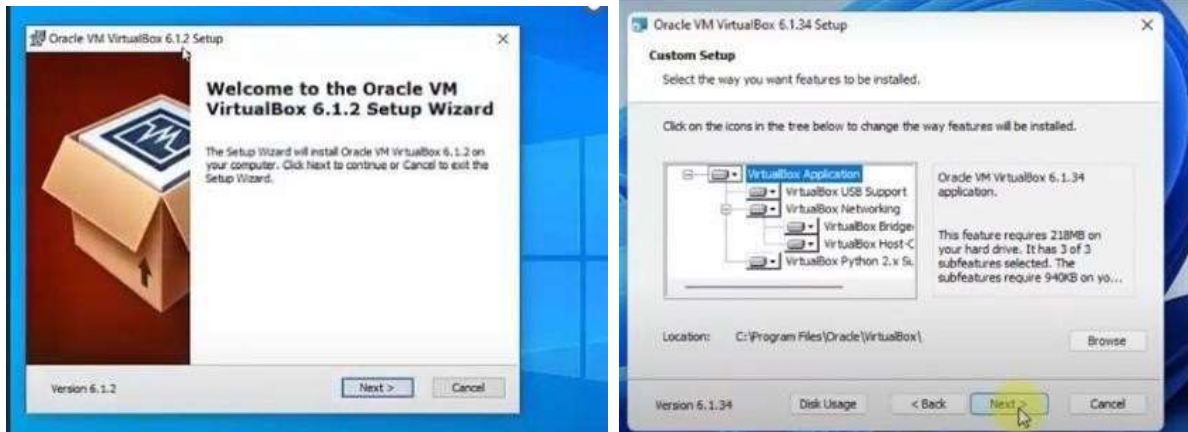 Oracle VM VirtualBox 6.1.2 Setup
Welcome to the Oracle VM
VirtualBox 6.1.2 Setup Wizard
The Setup Wizard will install Oracle VM VirtualBox 6.1.2 on
your computer. Click Next to continue or Cancel to exit the
Setup Wizard.
Version 6.1.2
Next >
Cancel
Oracle VM VirtualBox 6.1.34 Setup
Custom Setup
Select the way you want features to be installed.
Click on the icons in the tree below to change the way features will be installed.
VirtualBox Application
VirtualBox USB Support
VirtualBox Networking
VirtualBox Bridge
VirtualBox Host-C
VirtualBox Python 2.x Su
Oracle VM VirtualBox 6.1.34
application.
This feature requires 218MB on
your hard drive. It has 3 of 3
subfeatures selected. The
subfeatures require 940KB on yo...
Location: C:\Program Files\Oracle\VirtualBox\
Browse
Version 6.1.34
Disk Usage
< Back
Next >
Cancel